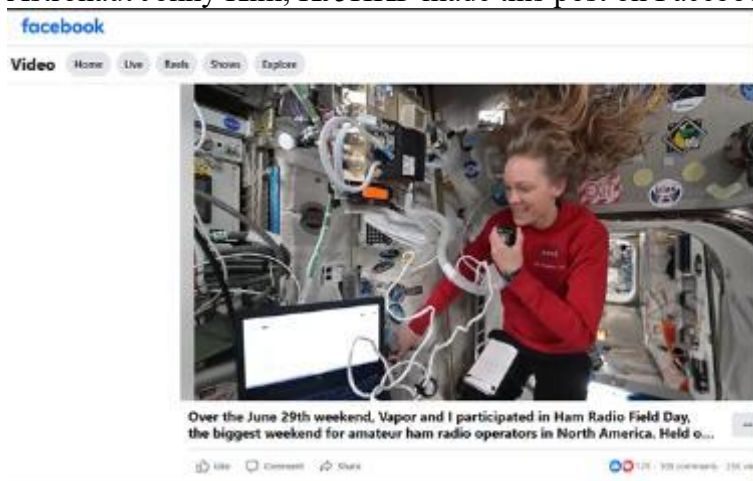 facebook
Video Home Live Reels Shows Explore
Over the June 29th weekend, Vapor and I participated in Ham Radio Field Day,
the biggest weekend for amateur ham radio operators in North America. Held o...
Like Comment Share